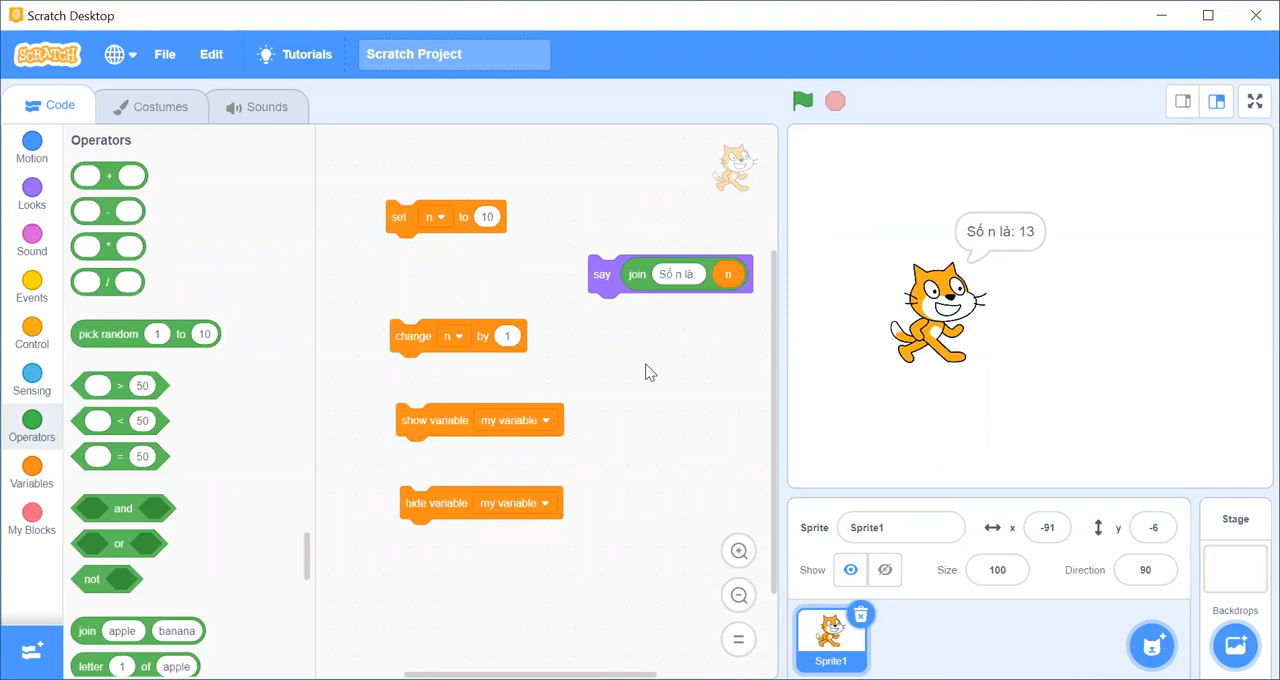 Scratch Desktop
SCRATCH File Edit Tutorials Scratch Project
Code Costumes Sounds
Motion
Looks
Sound
Events
Control
Sensing
Operators
Variables
My Blocks
Operators
+
-
*
/
pick random 1 to 10
> 50
< 50
= 50
and
or
not
join apple banana
letter 1 of apple
set n to 10
say join Số n là: n
change n by 1
show variable my variable
hide variable my variable
Số n là: 13
Sprite Sprite1 x -91 y -6
Show Size 100 Direction 90
Sprite1
Stage
Backdrops
0